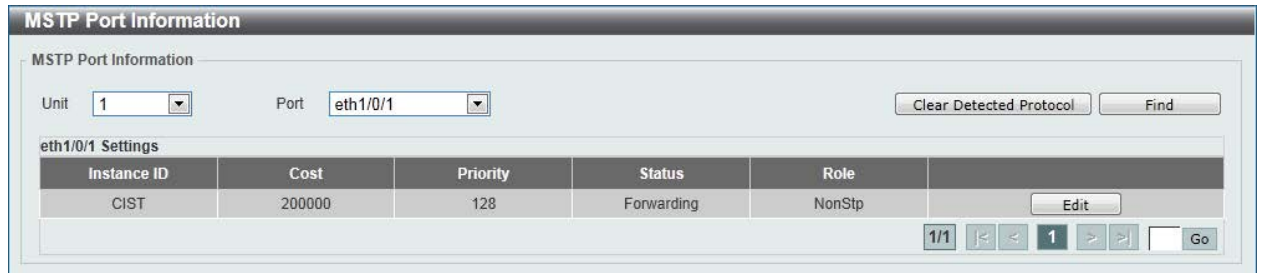 MSTP Port Information
MSTP Port Information
Unit 1 Port eth1/0/1 Clear Detected Protocol Find
eth1/0/1 Settings
Instance ID Cost Priority Status Role
CIST 200000 128 Forwarding NonStp Edit
1/1 |< < 1 > >| Go